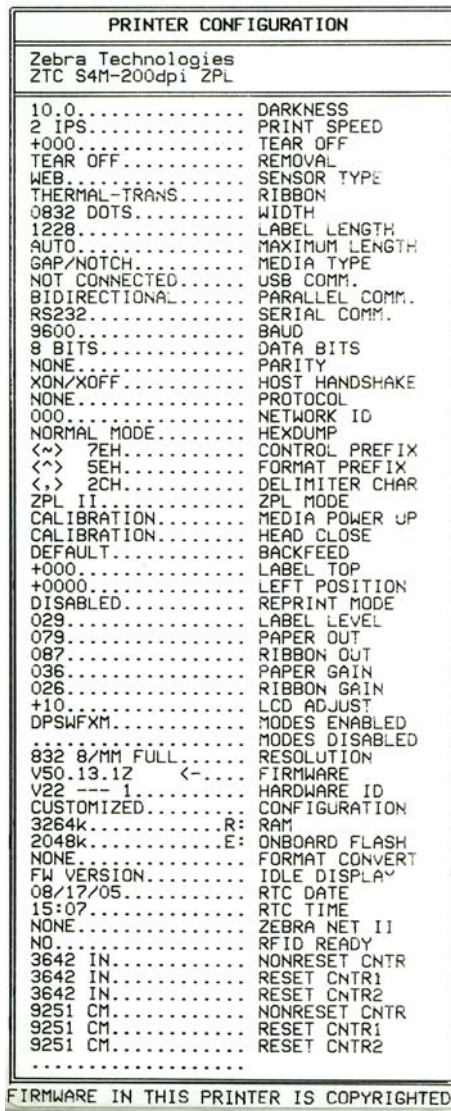 PRINTER CONFIGURATION
Zebra Technologies
ZTC S4M-200dpi ZPL
10.0............... DARKNESS
2 IPS.............. PRINT SPEED
+000............... TEAR OFF
TEAR OFF........... REMOVAL
WEB................ SENSOR TYPE
THERMAL-TRANS...... RIBBON
0832 DOTS.......... WIDTH
1228............... LABEL LENGTH
AUTO............... MAXIMUM LENGTH
GAP/NOTCH.......... MEDIA TYPE
NOT CONNECTED...... USB COMM.
BIDIRECTIONAL...... PARALLEL COMM.
RS232.............. SERIAL COMM.
9600............... BAUD
8 BITS............. DATA BITS
NONE............... PARITY
XON/XOFF........... HOST HANDSHAKE
NONE............... PROTOCOL
000................ NETWORK ID
NORMAL MODE........ HEXDUMP
<~> 7EH............ CONTROL PREFIX
<^> 5EH............ FORMAT PREFIX
<,> 2CH............ DELIMITER CHAR
ZPL II............. ZPL MODE
CALIBRATION........ MEDIA POWER UP
CALIBRATION........ HEAD CLOSE
DEFAULT............ BACKFEED
+000............... LABEL TOP
+0000.............. LEFT POSITION
DISABLED........... REPRINT MODE
029................ LABEL LEVEL
079................ PAPER OUT
087................ RIBBON OUT
036................ PAPER GAIN
026................ RIBBON GAIN
+10................ LCD ADJUST
DPSWFXM............ MODES ENABLED
................... MODES DISABLED
832 8/MM FULL...... RESOLUTION
V50.13.1Z <-.... FIRMWARE
V22 --- 1.......... HARDWARE ID
CUSTOMIZED......... CONFIGURATION
3264k............R: RAM
2048k............E: ONBOARD FLASH
NONE............... FORMAT CONVERT
FW VERSION......... IDLE DISPLAY
08/17/05........... RTC DATE
15:07.............. RTC TIME
NONE............... ZEBRA NET II
NO................. RFID READY
3642 IN............ NONRESET CNTR
3642 IN............ RESET CNTR1
3642 IN............ RESET CNTR2
9251 CM............ NONRESET CNTR
9251 CM............ RESET CNTR1
9251 CM............ RESET CNTR2
...................
FIRMWARE IN THIS PRINTER IS COPYRIGHTED